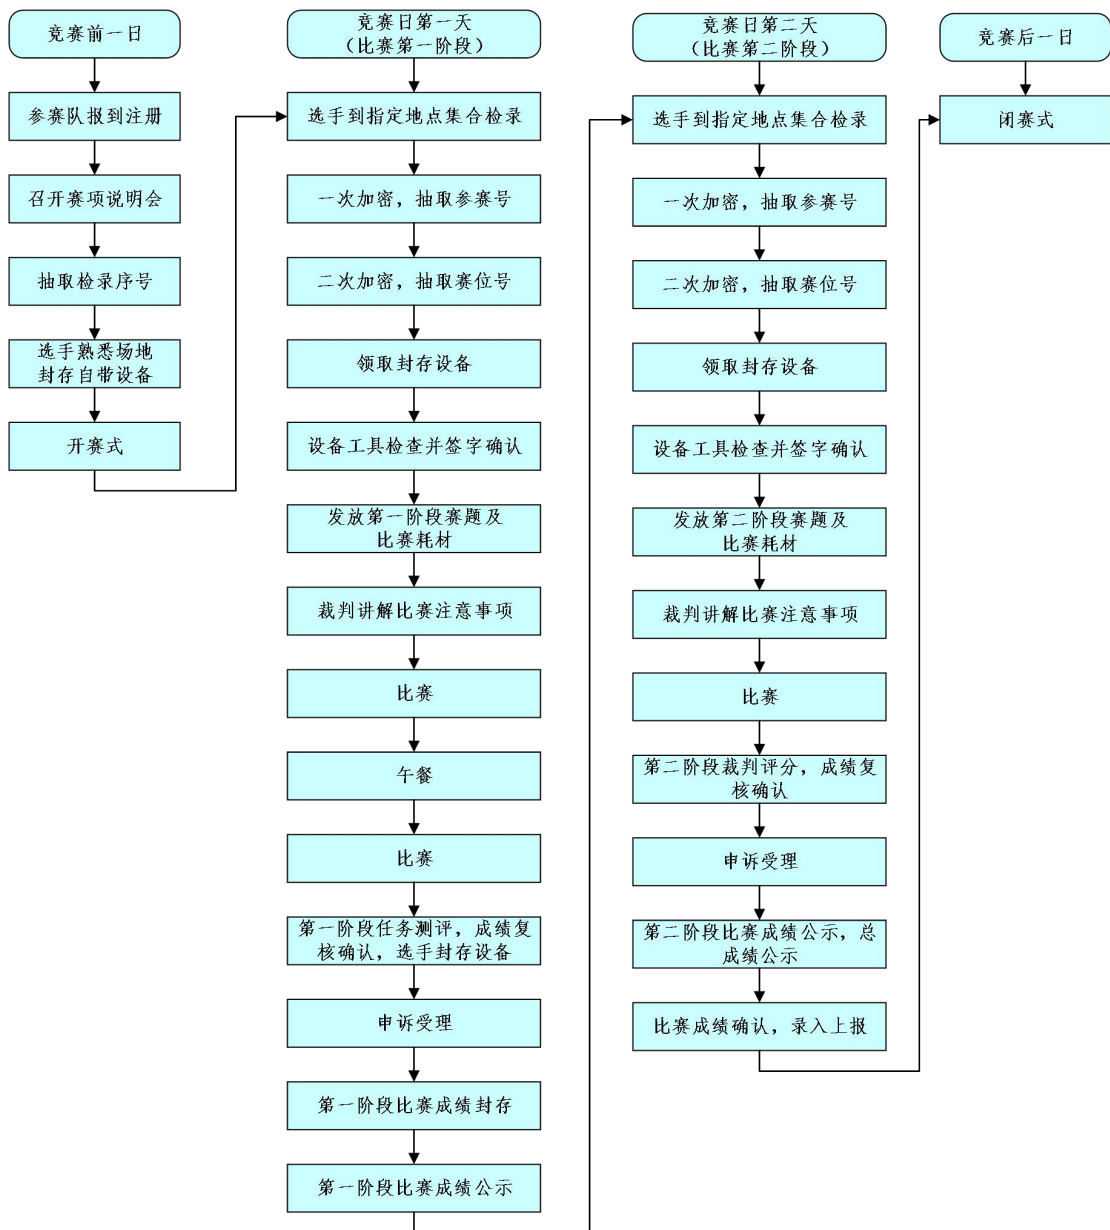 竞赛前一日
参赛队报到注册
召开赛项说明会
抽取检录序号
选手熟悉场地
封存自带设备
开赛式
竞赛日第一天
（比赛第一阶段）
选手到指定地点集合检录
一次加密，抽取参赛号
二次加密，抽取赛位号
领取封存设备
设备工具检查并签字确认
发放第一阶段赛题及
比赛耗材
裁判讲解比赛注意事项
比赛
午餐
比赛
第一阶段任务测评，成绩复
核确认，选手封存设备
申诉受理
第一阶段比赛成绩封存
第一阶段比赛成绩公示
竞赛日第二天
（比赛第二阶段）
选手到指定地点集合检录
一次加密，抽取参赛号
二次加密，抽取赛位号
领取封存设备
设备工具检查并签字确认
发放第二阶段赛题及
比赛耗材
裁判讲解比赛注意事项
比赛
第二阶段裁判评分，成绩复
核确认
申诉受理
第二阶段比赛成绩公示，总
成绩公示
比赛成绩确认，录入上报
竞赛后一日
闭赛式